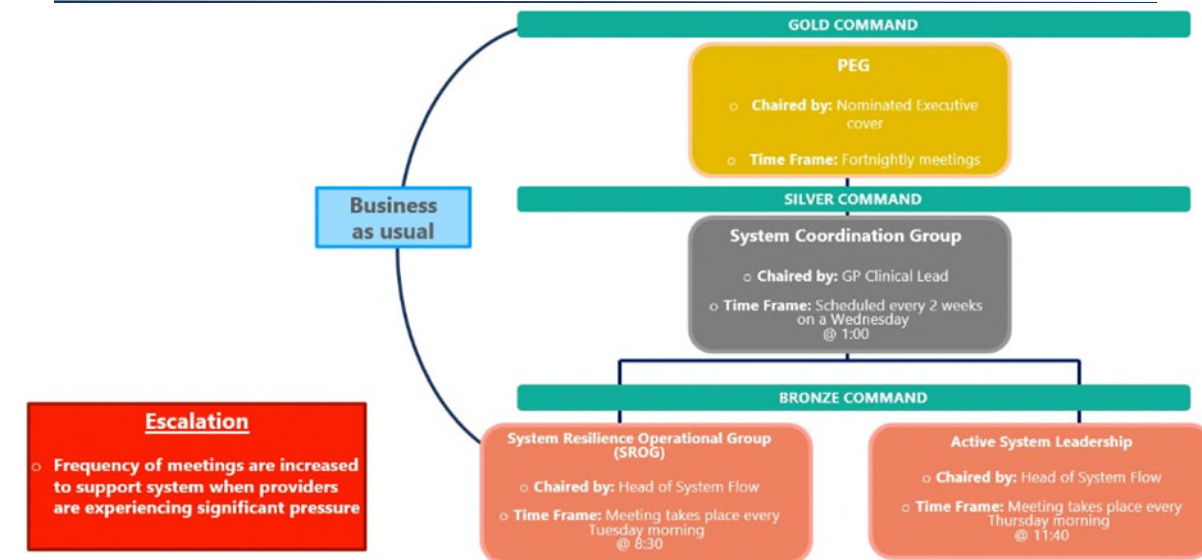 GOLD COMMAND
PEG
o Chaired by: Nominated Executive
cover
o Time Frame: Fortnightly meetings
Business
as usual
SILVER COMMAND
System Coordination Group
o Chaired by: GP Clinical Lead
o Time Frame: Scheduled every 2 weeks
on a Wednesday
@ 1:00
BRONZE COMMAND
Escalation
o Frequency of meetings are increased
to support system when providers
are experiencing significant pressure
System Resilience Operational Group
(SROG)
o Chaired by: Head of System Flow
o Time Frame: Meeting takes place every
Tuesday morning
@ 8:30
Active System Leadership
o Chaired by: Head of System Flow
o Time Frame: Meeting takes place every
Thursday morning
@ 11:40